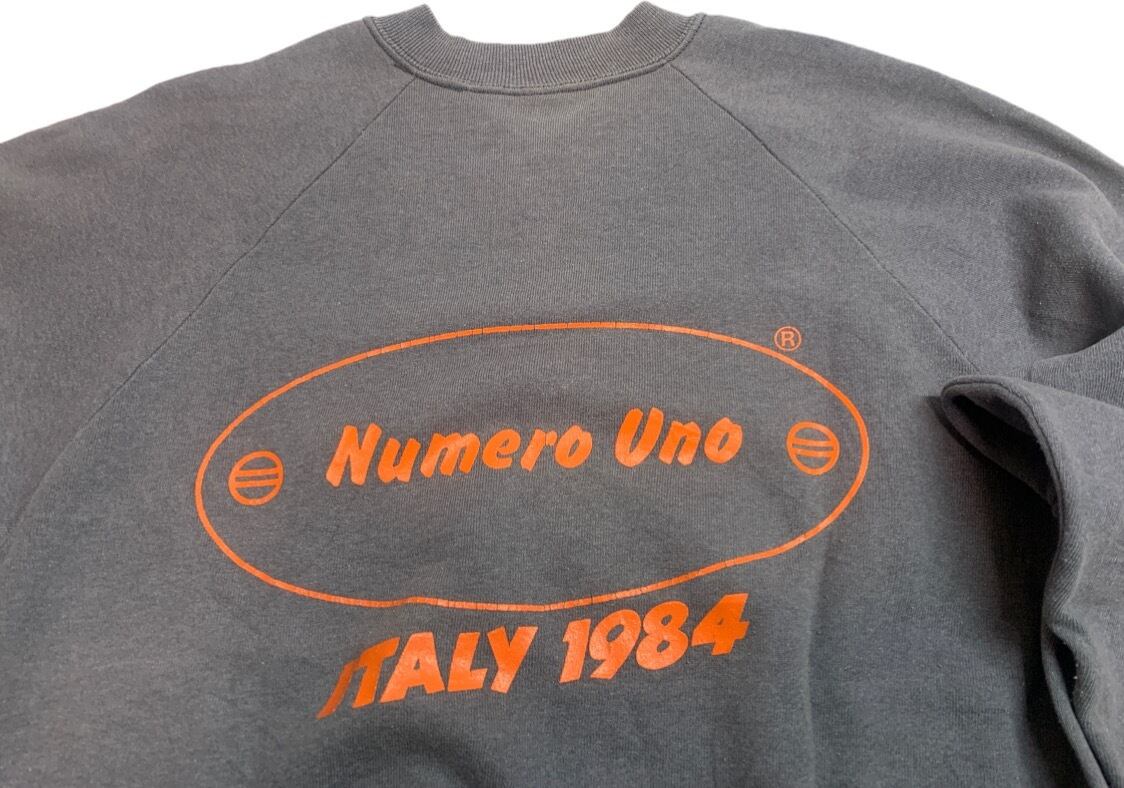 ®
Numero Uno
ITALY 1984